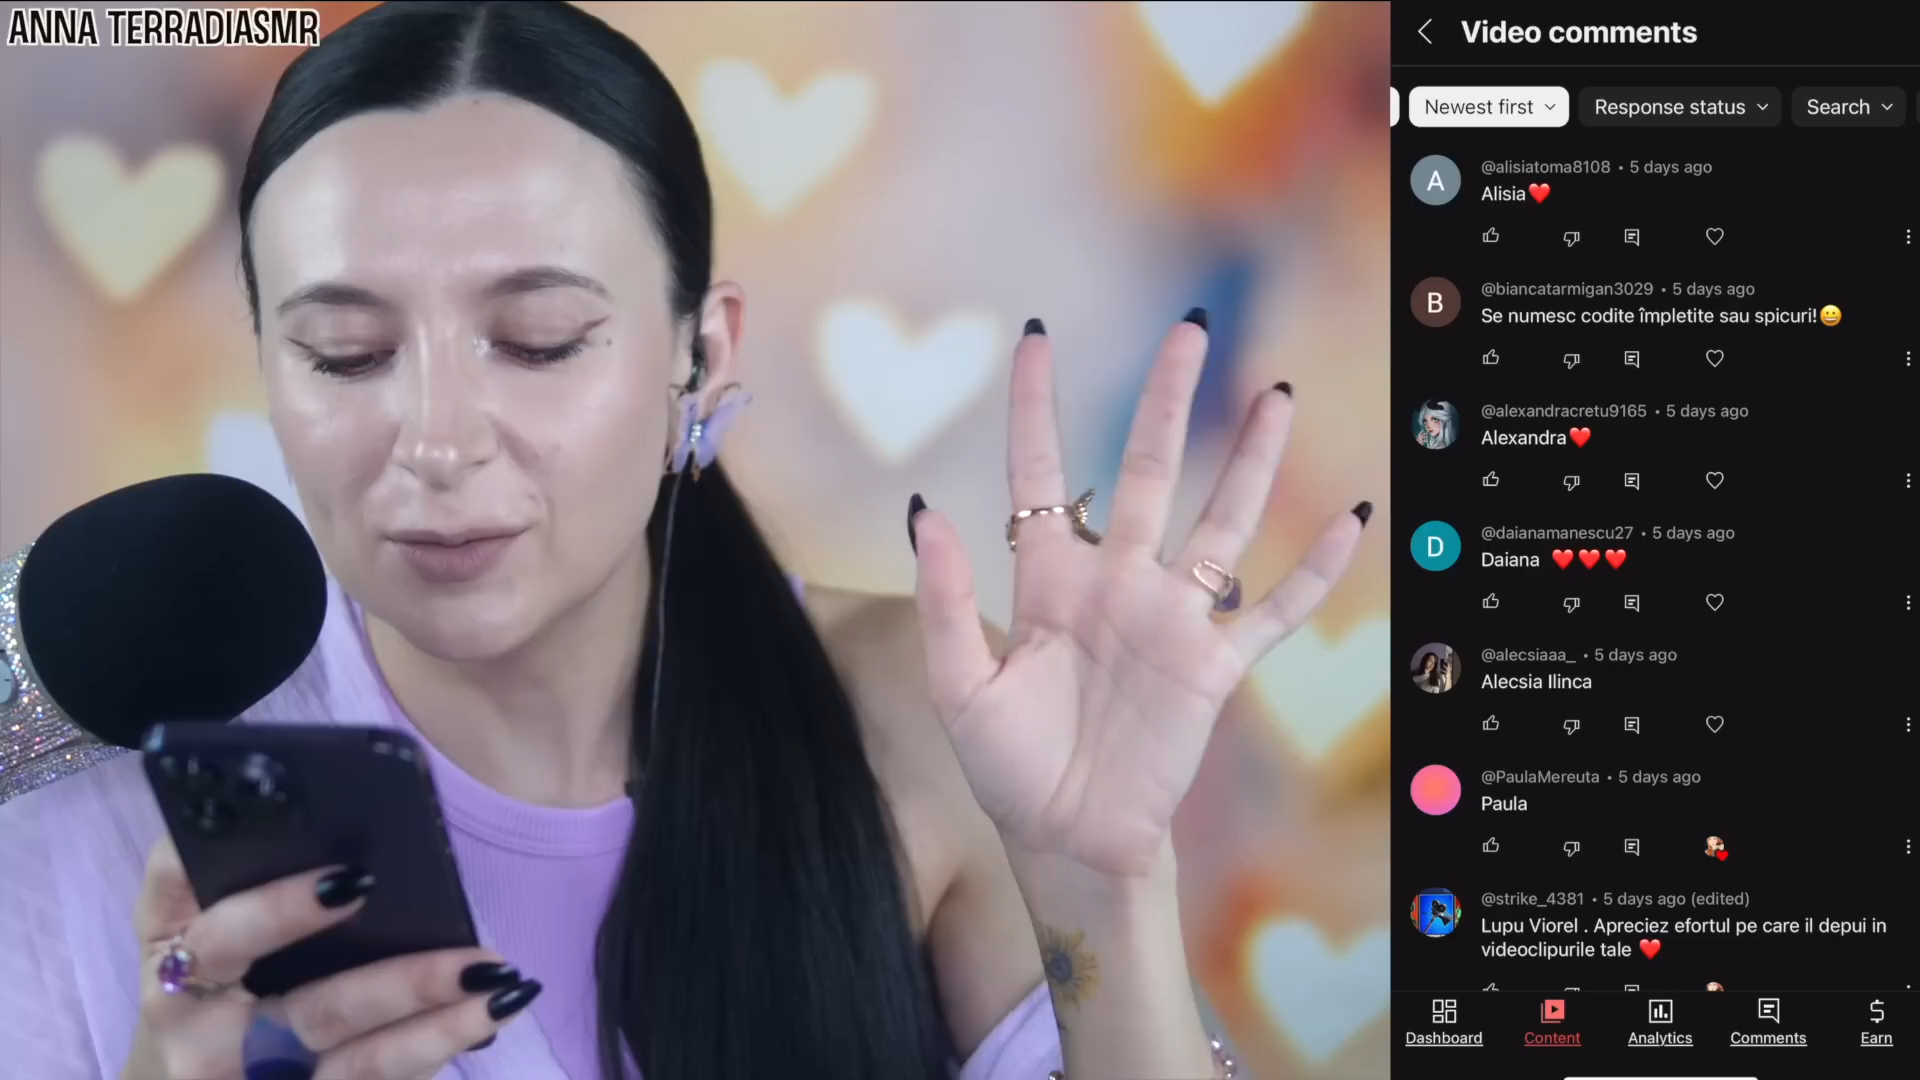 ANNA TERRADIASMR
Video comments
Newest first
Response status
Search
A
@alisiatoma8108 • 5 days ago
Alisia❤️
B
@biancatarmigan3029 • 5 days ago
Se numesc codite împletite sau spicuri!😀
@alexandracretu9165 • 5 days ago
Alexandra❤️
D
@daianamanescu27 • 5 days ago
Daiana ❤️❤️❤️
@alecsiaaa_ • 5 days ago
Alecsia Ilinca
@PaulaMereuta • 5 days ago
Paula
@strike_4381 • 5 days ago (edited)
Lupu Viorel . Apreciez efortul pe care il depui in
videoclipurile tale ❤️
Dashboard
Content
Analytics
Comments
Earn